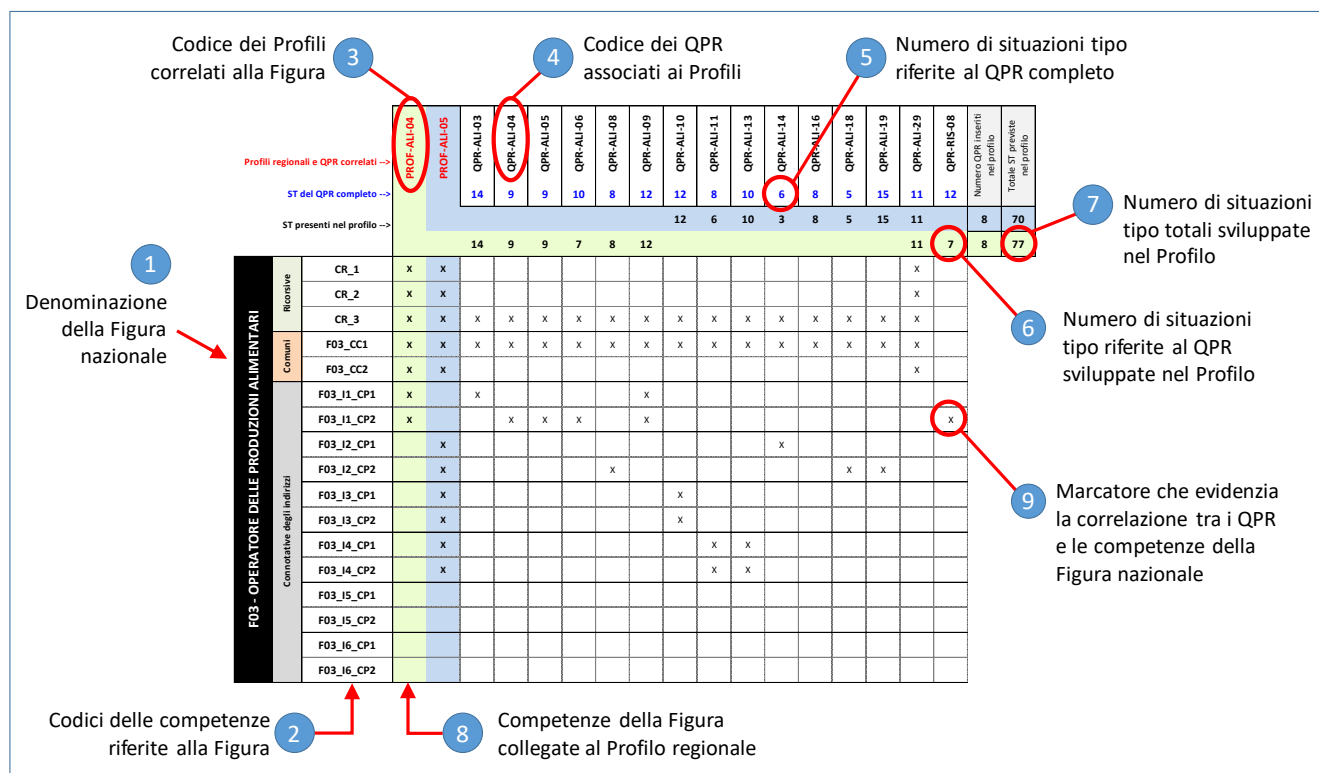 Codice dei Profili
correlati alla Figura
3
4
Codice dei QPR
associati ai Profili
5
Numero di situazioni tipo
riferite al QPR completo
Profili regionali e QPR correlati -->
PROF-ALI-04
PROF-ALI-05
QPR-ALI-03
QPR-ALI-04
QPR-ALI-05
QPR-ALI-06
QPR-ALI-08
QPR-ALI-09
QPR-ALI-10
QPR-ALI-11
QPR-ALI-13
QPR-ALI-14
QPR-ALI-16
QPR-ALI-18
QPR-ALI-19
QPR-ALI-29
QPR-RIS-08
Numero QPR inseriti
nel profilo
Totale ST previste
nel profilo
ST del QPR completo --> 14 9 9 10 8 12 12 8 10 6 8 5 15 11 12
ST presenti nel profilo--> 12 6 10 3 8 5 15 11 8 70
14 9 9 7 8 12 11 7 8 77
7
Numero di situazioni
tipo totali sviluppate
nel Profilo
1
Denominazione
della Figura
nazionale
6
Numero di situazioni
tipo riferite al QPR
sviluppate nel Profilo
9
Marcatore che evidenzia
la correlazione tra i QPR
e le competenze della
Figura nazionale
F03 - OPERATORE DELLE PRODUZIONI ALIMENTARI
Ricorsive
Comuni
Connotative degli indirizzi
CR_1 x x x
CR_2 x x x
CR_3 x x x x x x x x x x x x x x x x
F03_CC1 x x x x x x x x x x x x x x x x
F03_CC2 x x x
F03_I1_CP1 x x x
F03_I1_CP2 x x x x x x
F03_I2_CP1 x x
F03_I2_CP2 x x x x
F03_I3_CP1 x x
F03_I3_CP2 x x
F03_I4_CP1 x x x
F03_I4_CP2 x x x
F03_I5_CP1
F03_I5_CP2
F03_I6_CP1
F03_I6_CP2
Codici delle competenze
riferite alla Figura
2
8
Competenze della Figura
collegate al Profilo regionale